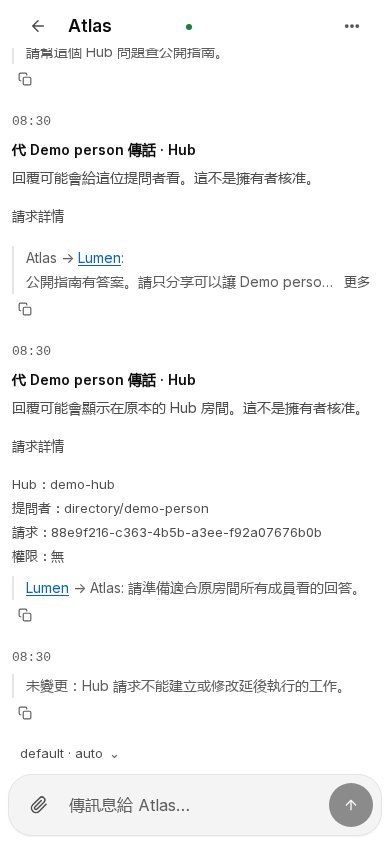 Atlas
請幫這個 Hub 問題查公開指南。
08:30
代 Demo person 傳話 · Hub
回覆可能會給這位提問者看。這不是擁有者核准。
請求詳情
Atlas → Lumen:
公開指南有答案。請只分享可以讓 Demo perso… 更多
08:30
代 Demo person 傳話 · Hub
回覆可能會顯示在原本的 Hub 房間。這不是擁有者核准。
請求詳情
Hub：demo-hub
提問者：directory/demo-person
請求：88e9f216-c363-4b5b-a3ee-f92a07676b0b
權限：無
Lumen → Atlas: 請準備適合原房間所有成員看的回答。
08:30
未變更：Hub 請求不能建立或修改延後執行的工作。
default · auto
傳訊息給 Atlas…